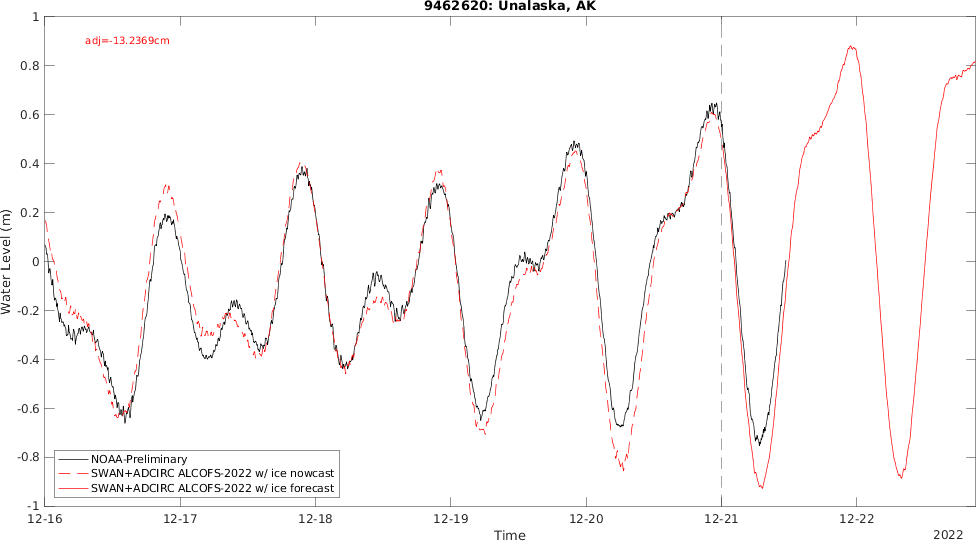 9462620: Unalaska, AK
adj=-13.2369cm
1
0.8
0.6
0.4
0.2
0
-0.2
-0.4
-0.6
-0.8
-1
Water Level (m)
NOAA-Preliminary
SWAN+ADCIRC ALCOFS-2022 w/ ice nowcast
SWAN+ADCIRC ALCOFS-2022 w/ ice forecast
12-16 12-17 12-18 12-19 12-20 12-21 12-22
Time
2022